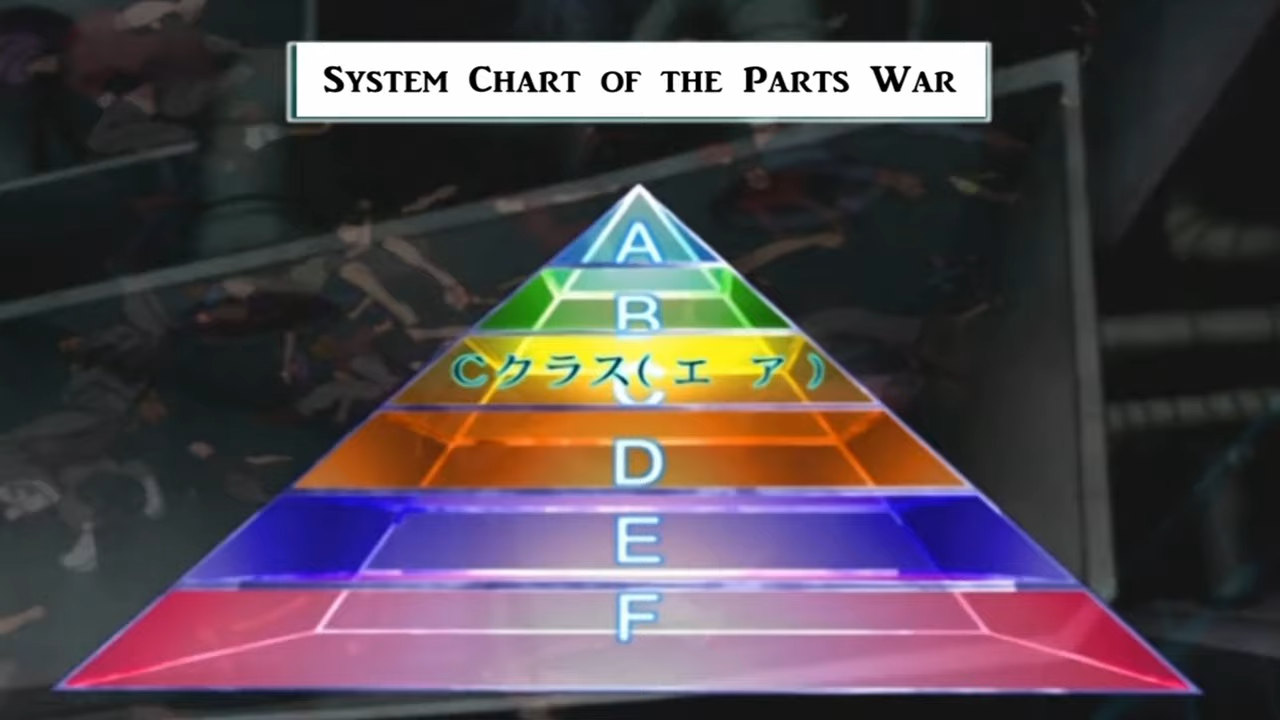 System Chart of the Parts War
A
B
Cクラス(エ ア)
C
D
E
F